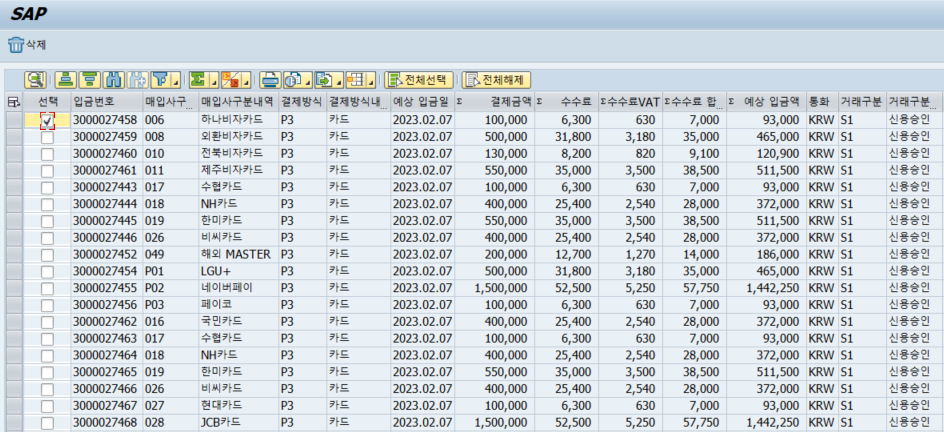 SAP
삭제
전체선택 전체해제
선택 입금번호 매입사구... 매입사구분내역 결제방식 결제방식내... 예상 입금일 Σ 결제금액 Σ 수수료 Σ 수수료VAT Σ 수수료 합... Σ 예상 입금액 통화 거래구분 거래구분...
3000027458 006 하나비자카드 P3 카드 2023.02.07 100,000 6,300 630 7,000 93,000 KRW S1 신용승인
3000027459 008 외환비자카드 P3 카드 2023.02.07 500,000 31,800 3,180 35,000 465,000 KRW S1 신용승인
3000027460 010 전북비자카드 P3 카드 2023.02.07 130,000 8,200 820 9,100 120,900 KRW S1 신용승인
3000027461 011 제주비자카드 P3 카드 2023.02.07 550,000 35,000 3,500 38,500 511,500 KRW S1 신용승인
3000027443 017 수협카드 P3 카드 2023.02.07 100,000 6,300 630 7,000 93,000 KRW S1 신용승인
3000027444 018 NH카드 P3 카드 2023.02.07 400,000 25,400 2,540 28,000 372,000 KRW S1 신용승인
3000027445 019 한미카드 P3 카드 2023.02.07 550,000 35,000 3,500 38,500 511,500 KRW S1 신용승인
3000027446 026 비씨카드 P3 카드 2023.02.07 400,000 25,400 2,540 28,000 372,000 KRW S1 신용승인
3000027452 049 해외 MASTER P3 카드 2023.02.07 200,000 12,700 1,270 14,000 186,000 KRW S1 신용승인
3000027454 P01 LGU+ P3 카드 2023.02.07 500,000 31,800 3,180 35,000 465,000 KRW S1 신용승인
3000027455 P02 네이버페이 P3 카드 2023.02.07 1,500,000 52,500 5,250 57,750 1,442,250 KRW S1 신용승인
3000027456 P03 페이코 P3 카드 2023.02.07 100,000 6,300 630 7,000 93,000 KRW S1 신용승인
3000027462 016 국민카드 P3 카드 2023.02.07 400,000 25,400 2,540 28,000 372,000 KRW S1 신용승인
3000027463 017 수협카드 P3 카드 2023.02.07 100,000 6,300 630 7,000 93,000 KRW S1 신용승인
3000027464 018 NH카드 P3 카드 2023.02.07 400,000 25,400 2,540 28,000 372,000 KRW S1 신용승인
3000027465 019 한미카드 P3 카드 2023.02.07 550,000 35,000 3,500 38,500 511,500 KRW S1 신용승인
3000027466 026 비씨카드 P3 카드 2023.02.07 400,000 25,400 2,540 28,000 372,000 KRW S1 신용승인
3000027467 027 현대카드 P3 카드 2023.02.07 100,000 6,300 630 7,000 93,000 KRW S1 신용승인
3000027468 028 JCB카드 P3 카드 2023.02.07 1,500,000 52,500 5,250 57,750 1,442,250 KRW S1 신용승인